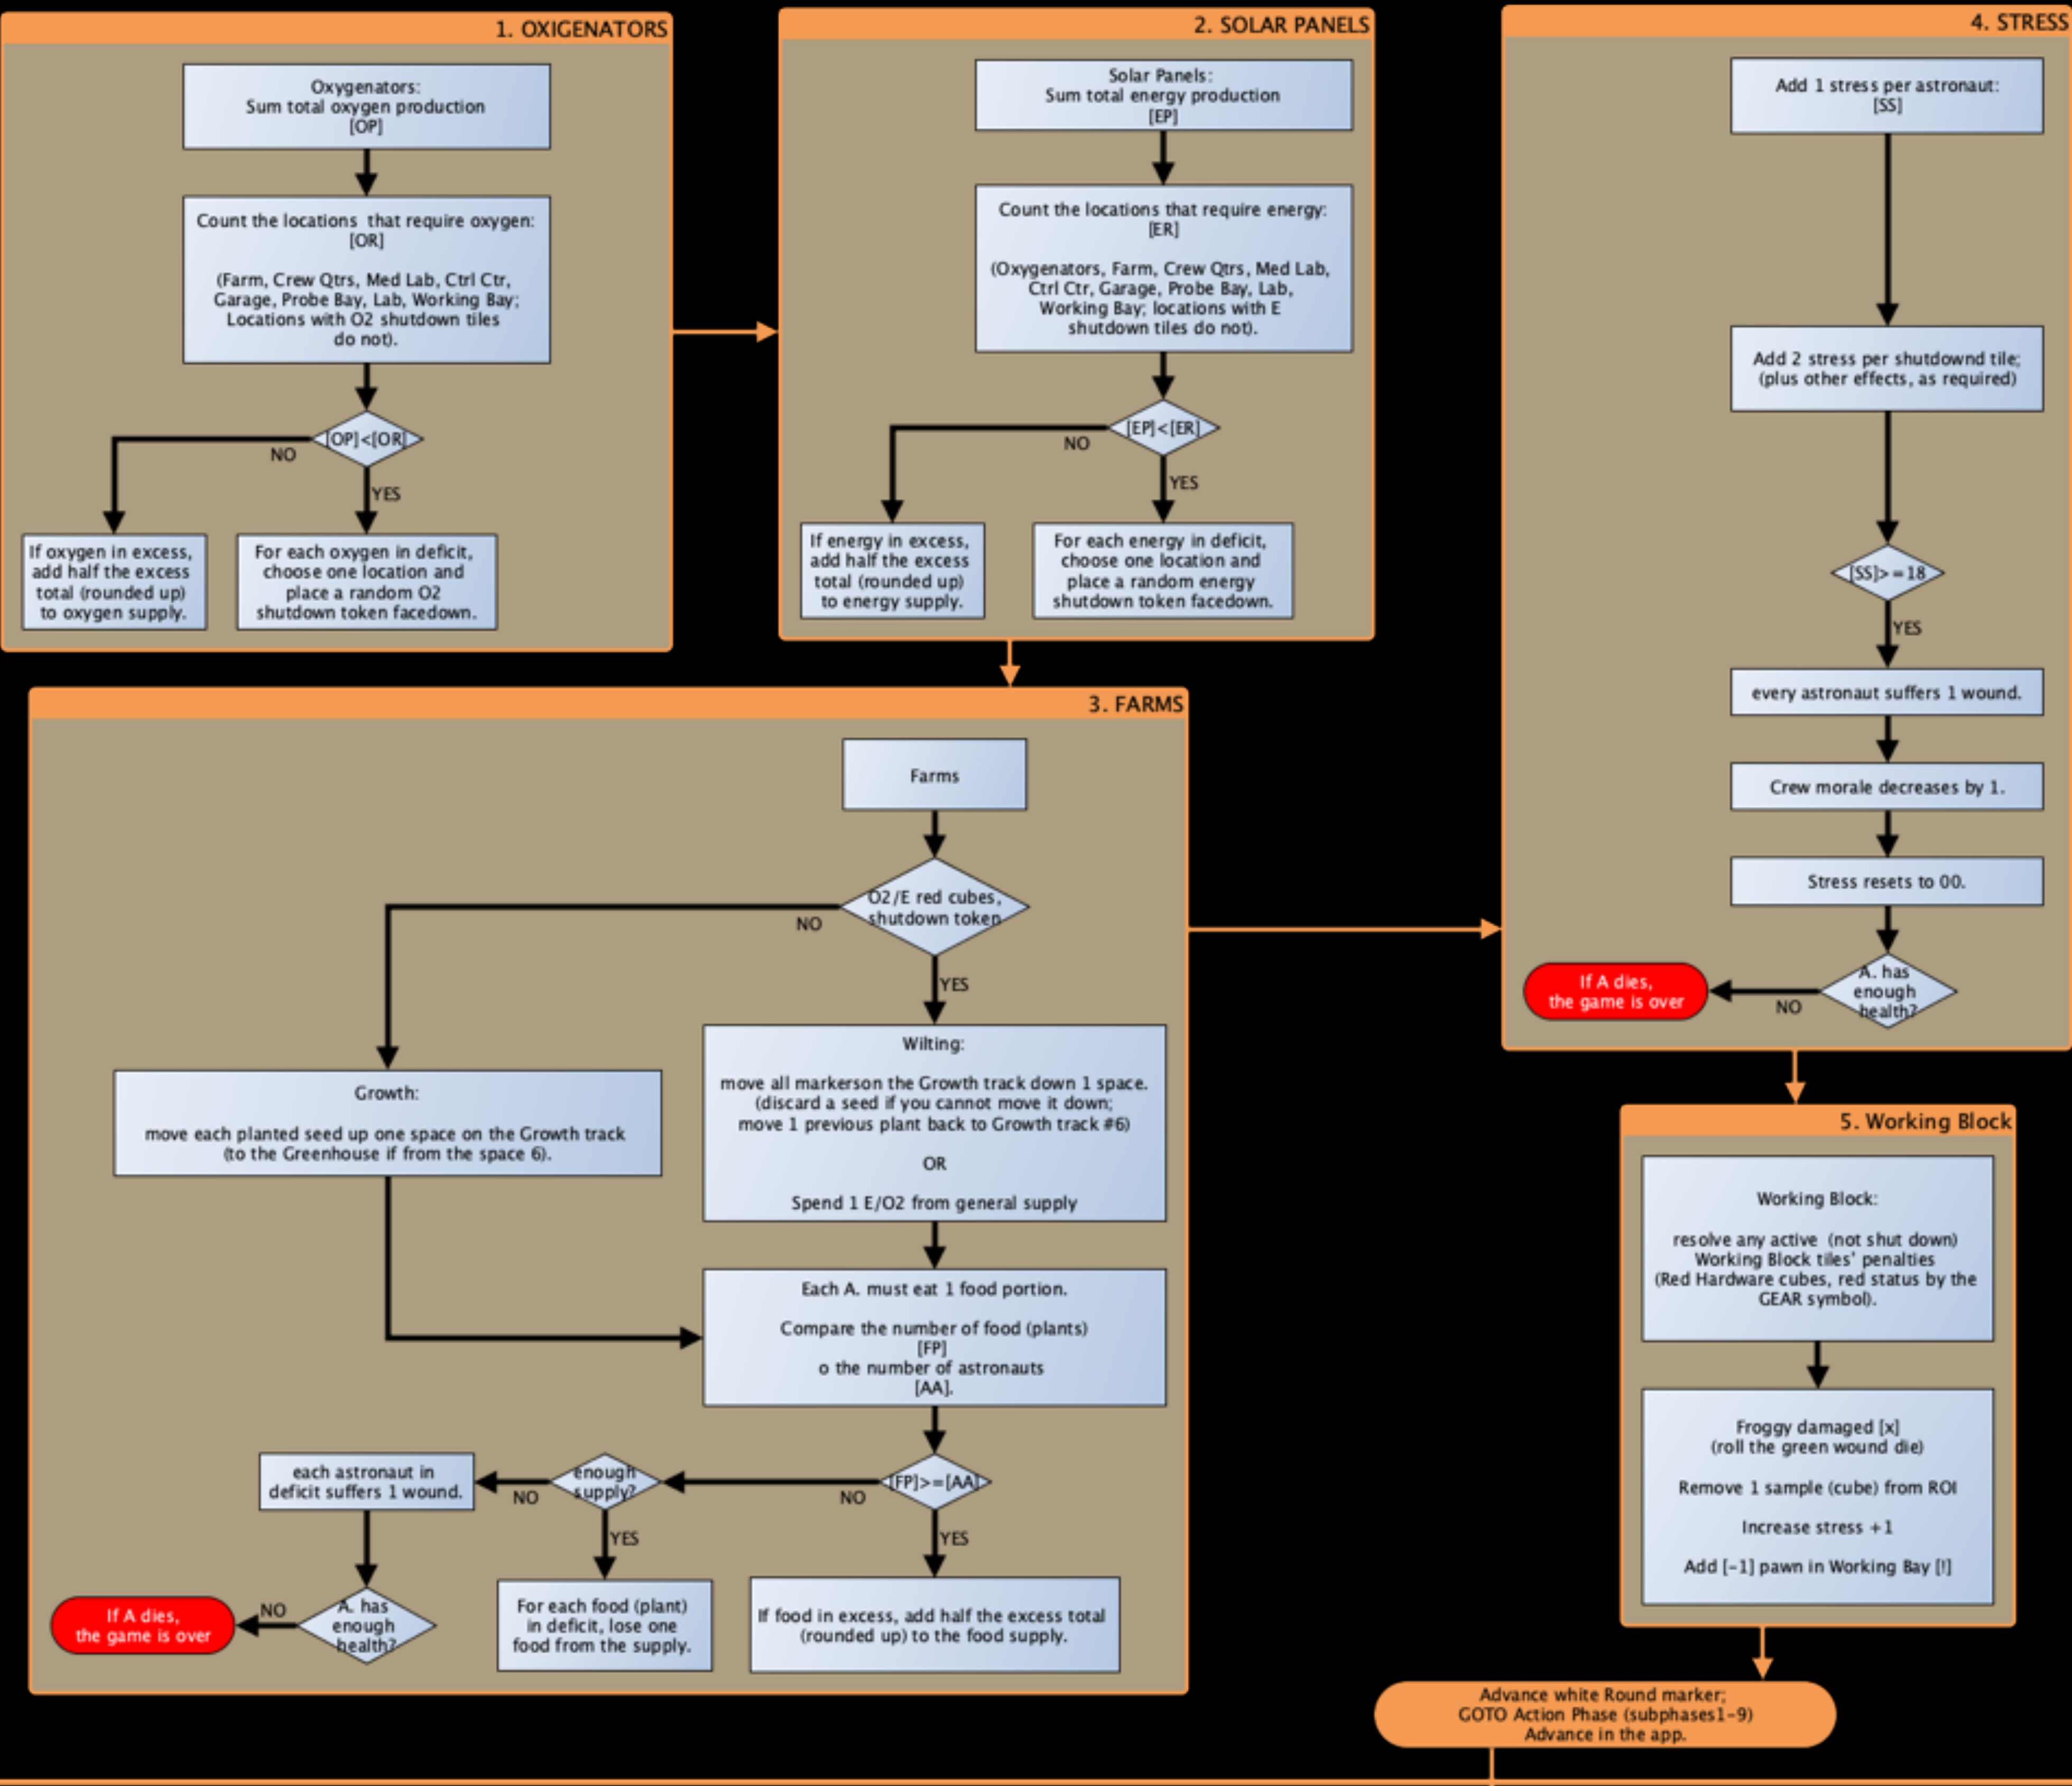 1. OXIGENATORS
Oxygenators:
Sum total oxygen production
[OP]
Count the locations that require oxygen:
[OR]
(Farm, Crew Qtrs, Med Lab, Ctrl Ctr,
Garage, Probe Bay, Lab, Working Bay;
Locations with O2 shutdown tiles
do not).
[OP]<[OR]
NO
YES
If oxygen in excess,
add half the excess
total (rounded up)
to oxygen supply.
For each oxygen in deficit,
choose one location and
place a random O2
shutdown token facedown.
2. SOLAR PANELS
Solar Panels:
Sum total energy production
[EP]
Count the locations that require energy:
[ER]
(Oxygenators, Farm, Crew Qtrs, Med Lab,
Ctrl Ctr, Garage, Probe Bay, Lab,
Working Bay; locations with E
shutdown tiles do not).
[EP]<[ER]
NO
YES
If energy in excess,
add half the excess
total (rounded up)
to energy supply.
For each energy in deficit,
choose one location and
place a random energy
shutdown token facedown.
3. FARMS
Farms
O2/E red cubes,
shutdown token
NO
YES
Growth:
move each planted seed up one space on the Growth track
(to the Greenhouse if from the space 6).
Wilting:
move all markerson the Growth track down 1 space.
(discard a seed if you cannot move it down;
move 1 previous plant back to Growth track #6)
OR
Spend 1 E/O2 from general supply
Each A. must eat 1 food portion.
Compare the number of food (plants)
[FP]
o the number of astronauts
[AA].
[FP]>=[AA]
NO
YES
enough
supply?
NO
YES
each astronaut in
deficit suffers 1 wound.
A. has
enough
health?
NO
If A dies,
the game is over
For each food (plant)
in deficit, lose one
food from the supply.
If food in excess, add half the excess total
(rounded up) to the food supply.
4. STRESS
Add 1 stress per astronaut:
[SS]
Add 2 stress per shutdownd tile;
(plus other effects, as required)
[SS]>=18
YES
every astronaut suffers 1 wound.
Crew morale decreases by 1.
Stress resets to 00.
A. has
enough
health?
NO
If A dies,
the game is over
5. Working Block
Working Block:
resolve any active (not shut down)
Working Block tiles' penalties
(Red Hardware cubes, red status by the
GEAR symbol).
Froggy damaged [x]
(roll the green wound die)
Remove 1 sample (cube) from ROI
Increase stress +1
Add [-1] pawn in Working Bay [!]
Advance white Round marker;
GOTO Action Phase (subphases1-9)
Advance in the app.